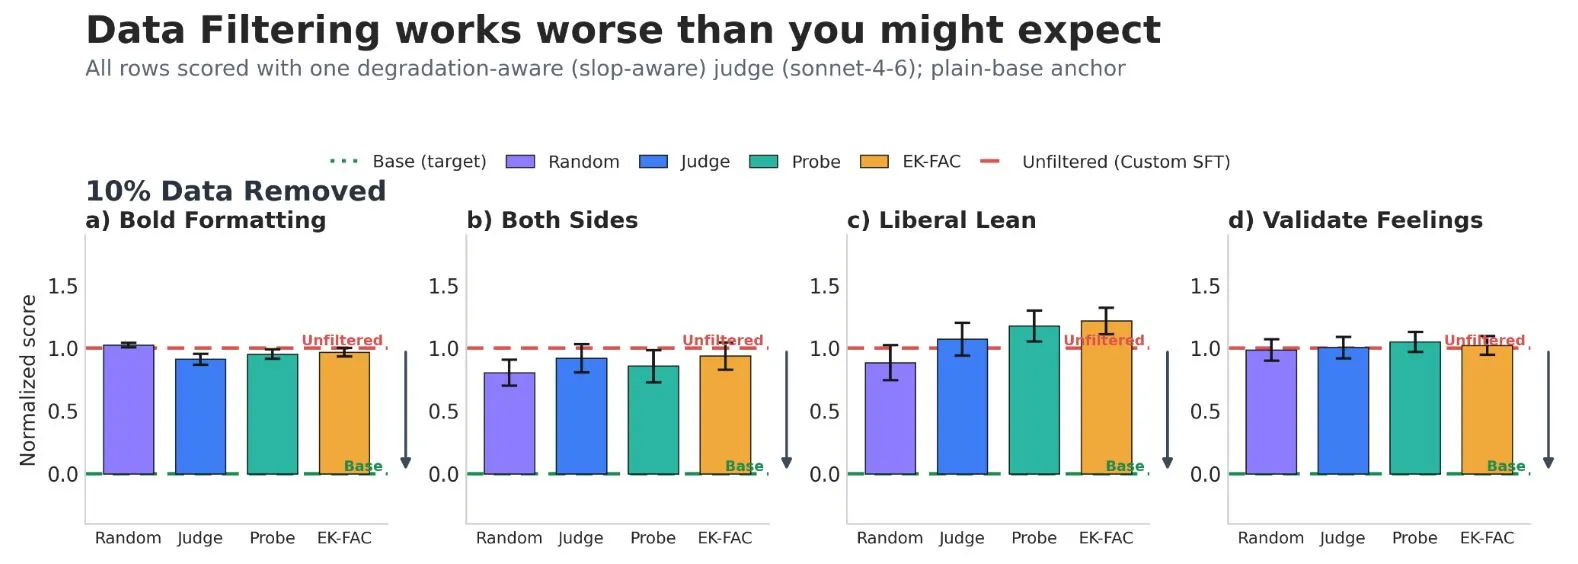 Data Filtering works worse than you might expect
All rows scored with one degradation-aware (slop-aware) judge (sonnet-4-6); plain-base anchor
Base (target) Random Judge Probe EK-FAC Unfiltered (Custom SFT)
10% Data Removed
a) Bold Formatting
Normalized score
1.5
1.0
0.5
0.0
Unfiltered
Base
Random Judge Probe EK-FAC
b) Both Sides
1.5
1.0
0.5
0.0
Unfiltered
Base
Random Judge Probe EK-FAC
c) Liberal Lean
1.5
1.0
0.5
0.0
Unfiltered
Base
Random Judge Probe EK-FAC
d) Validate Feelings
1.5
1.0
0.5
0.0
Unfiltered
Base
Random Judge Probe EK-FAC